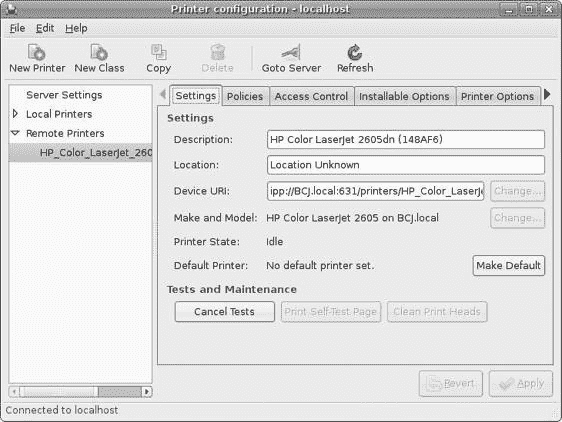 Printer configuration - localhost
File Edit Help
New Printer New Class Copy Delete Goto Server Refresh
Server Settings
Local Printers
Remote Printers
HP_Color_LaserJet_260
Settings Policies Access Control Installable Options Printer Options
Settings
Description: HP Color LaserJet 2605dn (148AF6)
Location: Location Unknown
Device URI: ipp://BCJ.local:631/printers/HP_Color_LaserJe Change...
Make and Model: HP Color LaserJet 2605 on BCJ.local Change...
Printer State: Idle
Default Printer: No default printer set. Make Default
Tests and Maintenance
Cancel Tests Print Self-Test Page Clean Print Heads
Revert Apply
Connected to localhost